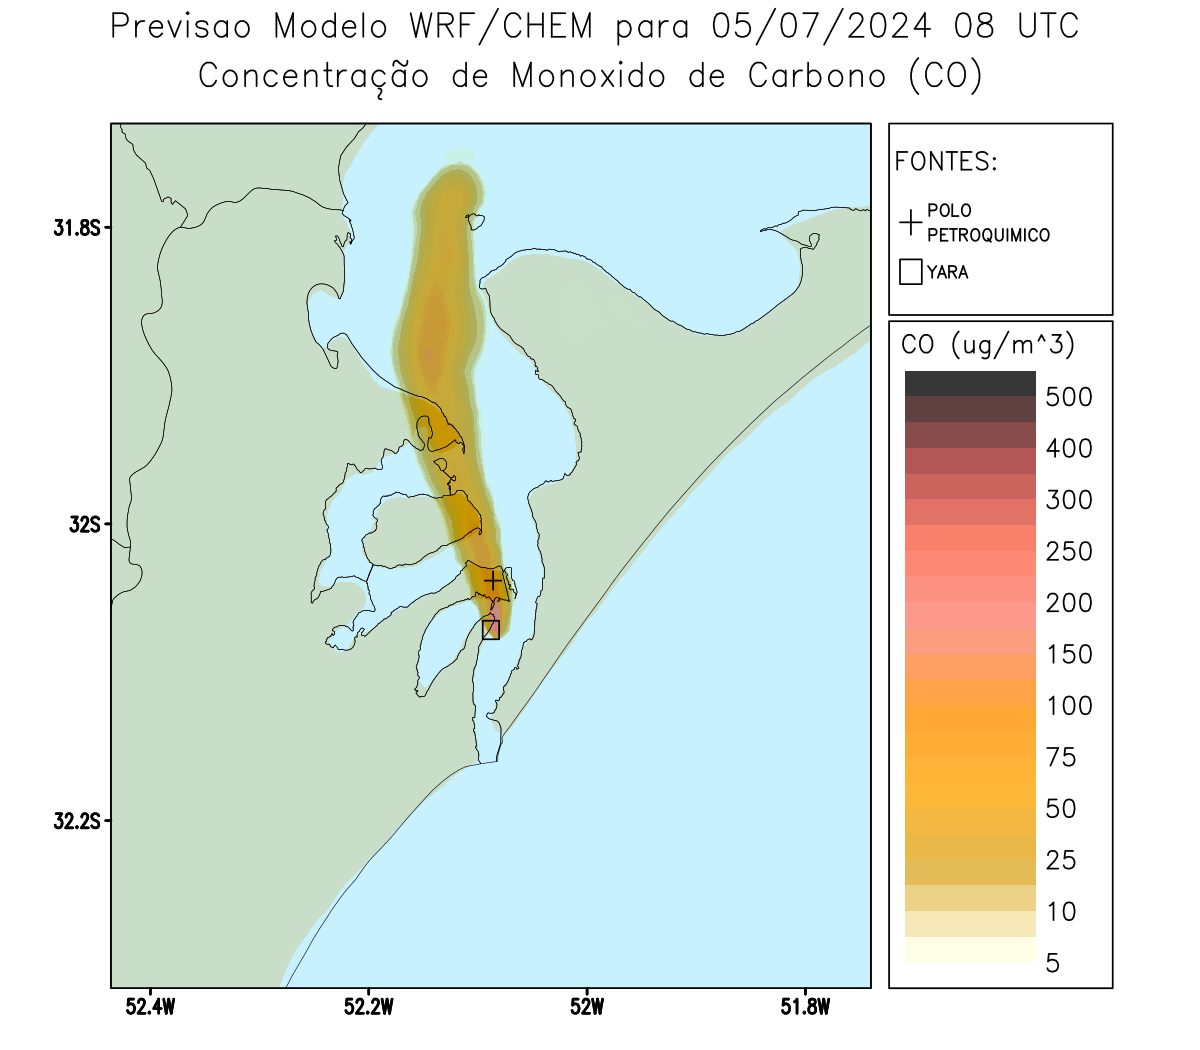 Previsao Modelo WRF/CHEM para 05/07/2024 08 UTC
Concentração de Monoxido de Carbono (CO)
FONTES:
POLO
PETROQUIMICO
YARA
CO (ug/m^3)
500
400
300
250
200
150
100
75
50
25
10
5
31.8S
32S
32.2S
52.4W
52.2W
52W
51.8W